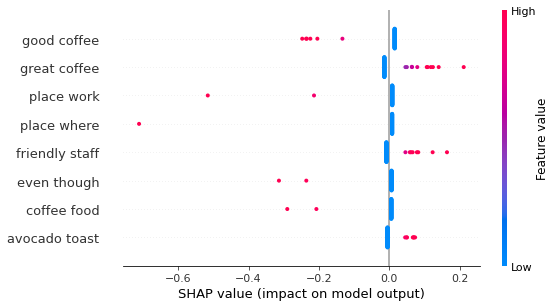 High
good coffee
great coffee
place work
place where
friendly staff
even though
coffee food
avocado toast
Feature value
Low
−0.6 −0.4 −0.2 0.0 0.2
SHAP value (impact on model output)